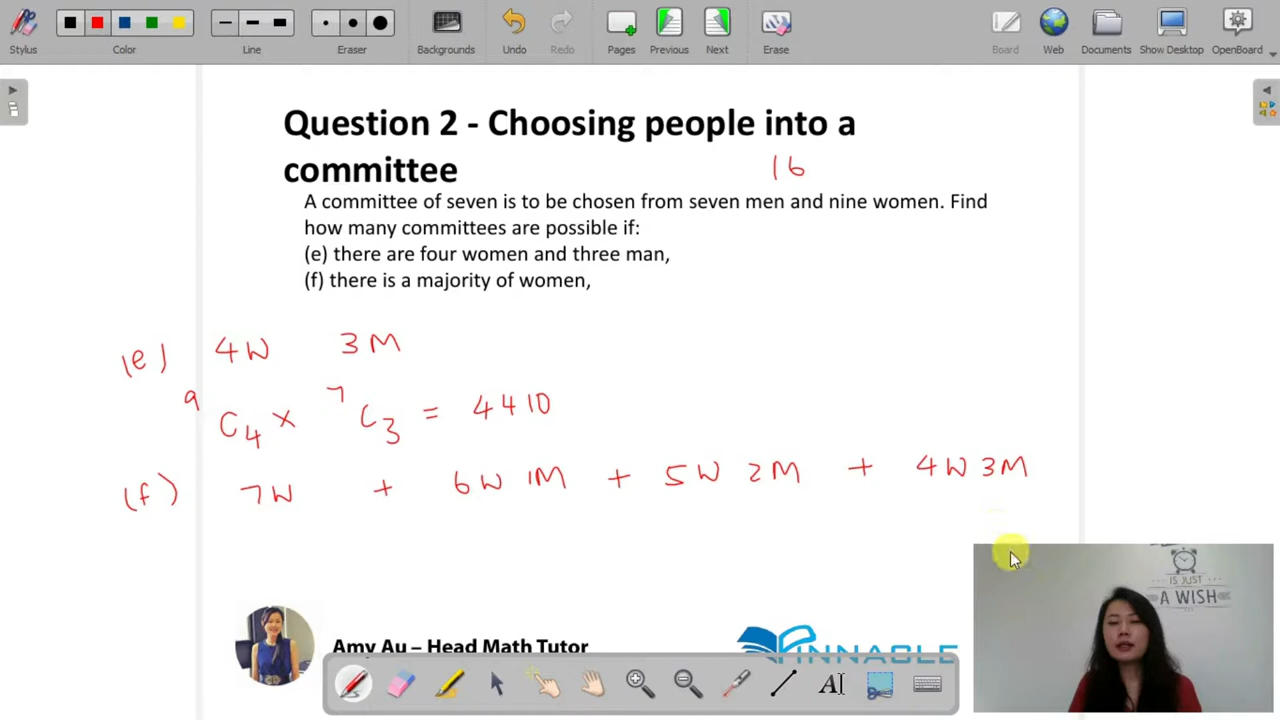 Stylus Color Line Eraser Backgrounds Undo Redo Pages Previous Next Erase Board Web Documents Show Desktop OpenBoard
Question 2 - Choosing people into a
committee
16
A committee of seven is to be chosen from seven men and nine women. Find
how many committees are possible if:
(e) there are four women and three man,
(f) there is a majority of women,
(e) 4W 3M
⁹C₄ × ⁷C₃ = 4410
(f) 7W + 6W 1M + 5W 2M + 4W 3M
IS JUST
A WISH
Amy Au – Head Math Tutor
PINNACLE
AI